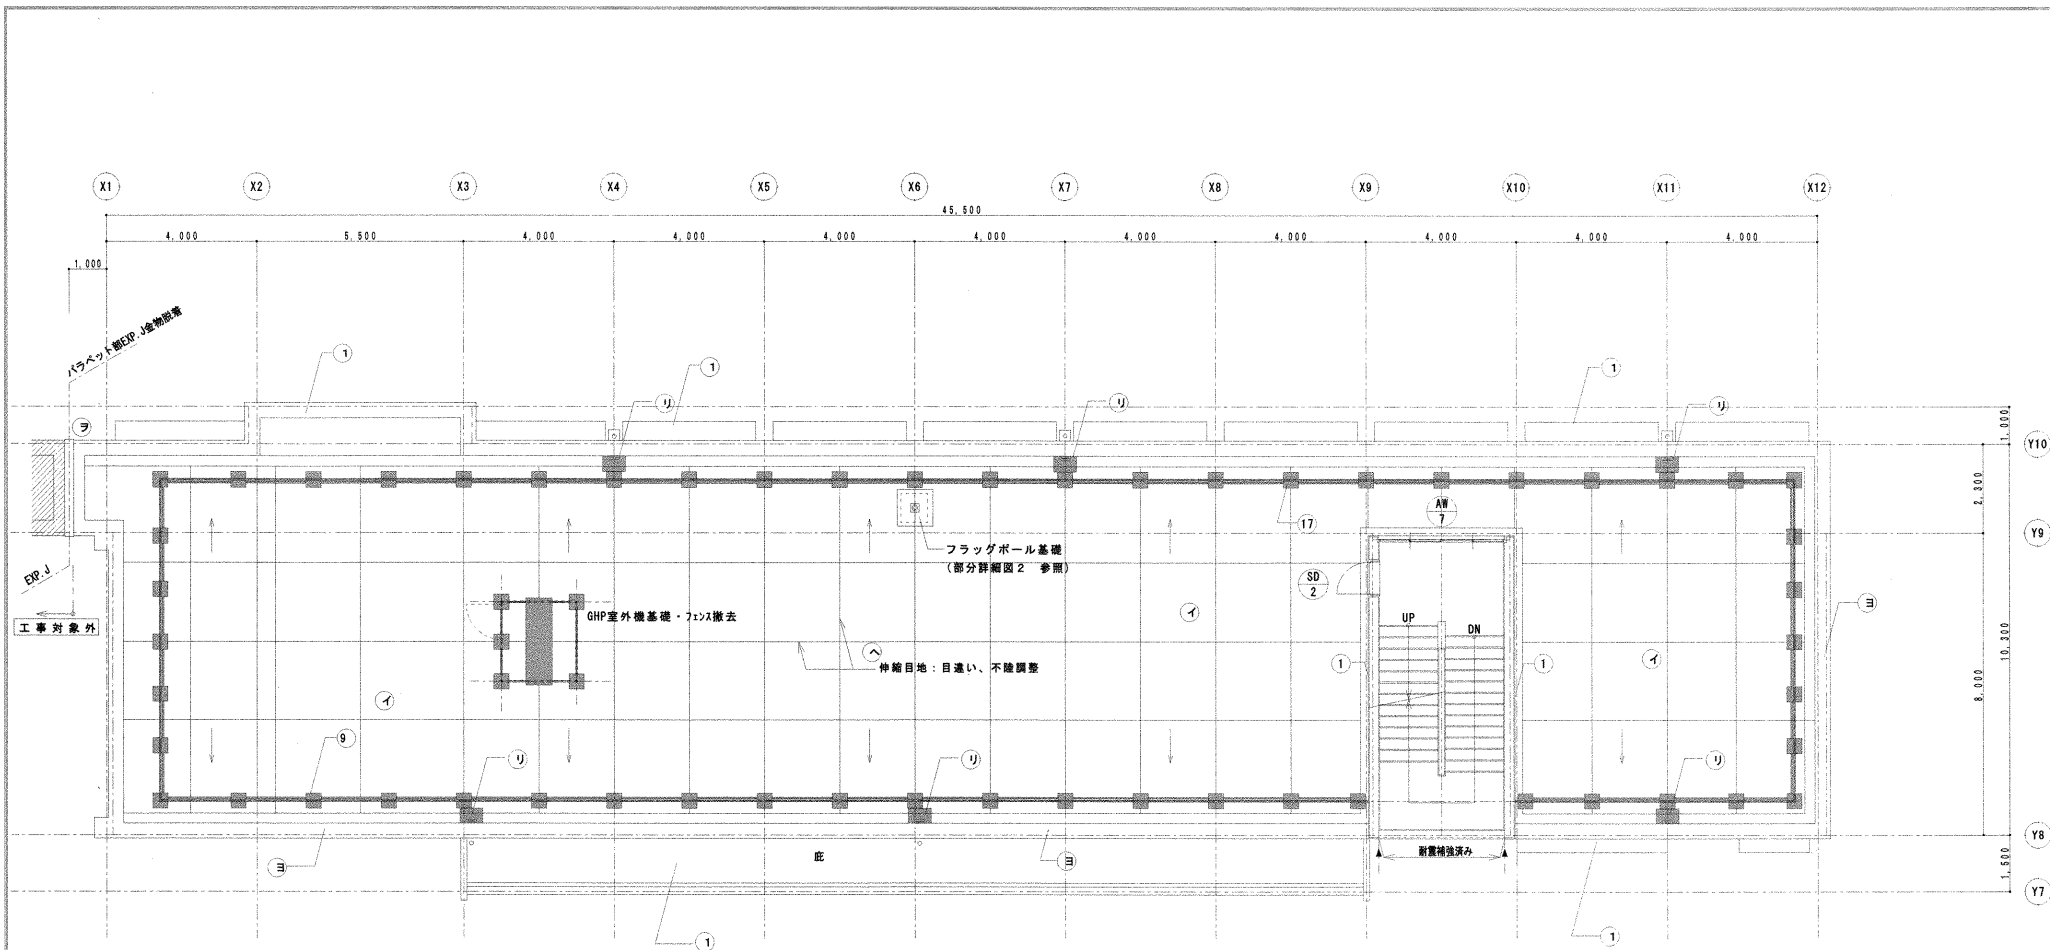 X1 X2 X3 X4 X5 X6 X7 X8 X9 X10 X11 X12
45,500
4,000 5,500 4,000 4,000 4,000 4,000 4,000 4,000 4,000 4,000 4,000
1,000
パラペット部EXP.J金物脱着
1
1
1
リ
リ
リ
ヲ
1,000
Y10
2,300
17
AW
7
Y9
フラッグポール基礎
(部分詳細図2 参照)
EXP.J
SD
2
工事対象外
GHP室外機基礎・フェンス撤去
イ
ヨ
UP
DN
10,300
ヘ
伸縮目地:目違い、不陸調整
1
1
イ
8,000
イ
9
リ
リ
リ
Y8
ヨ
庇
ヨ
耐震補強済み
1,500
Y7
1
1